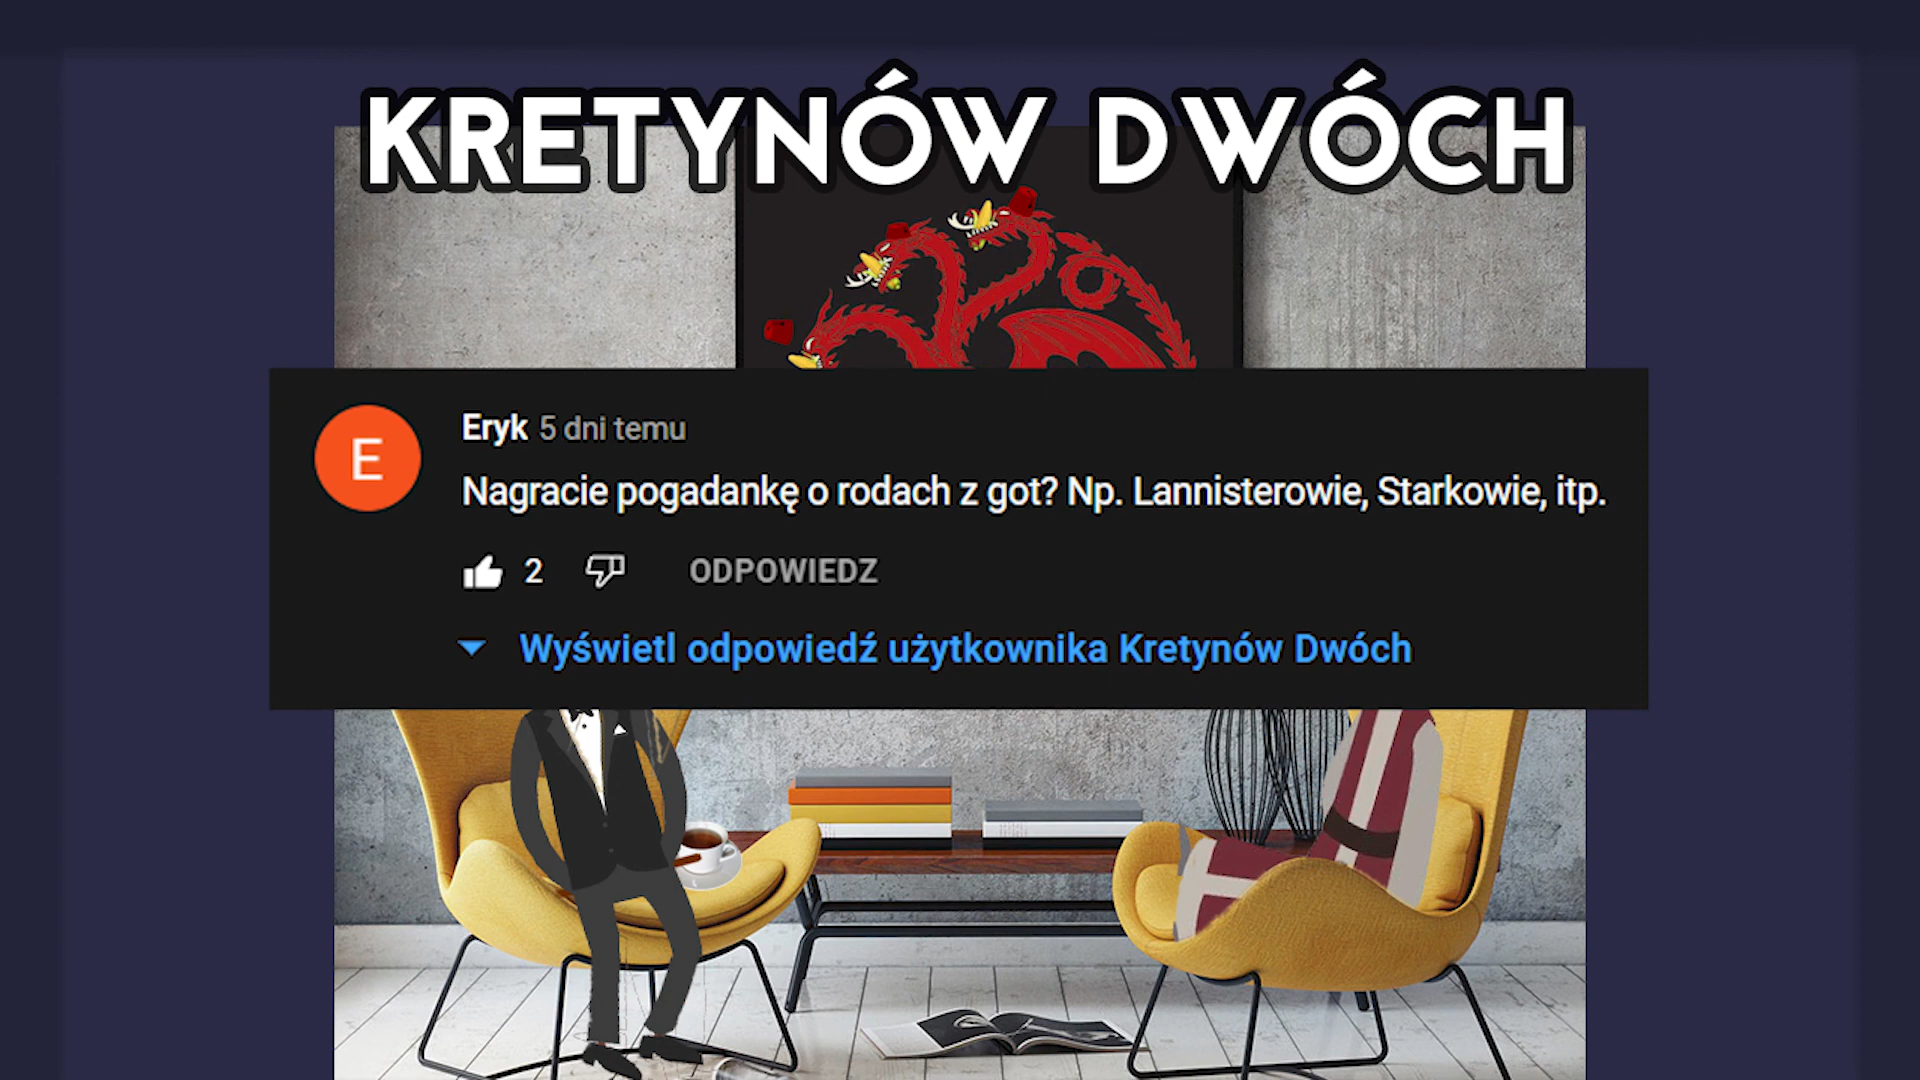 KRETYNÓW DWÓCH
E
Eryk 5 dni temu
Nagracie pogadankę o rodach z got? Np. Lannisterowie, Starkowie, itp.
2 ODPOWIEDZ
Wyświetl odpowiedź użytkownika Kretynów Dwóch